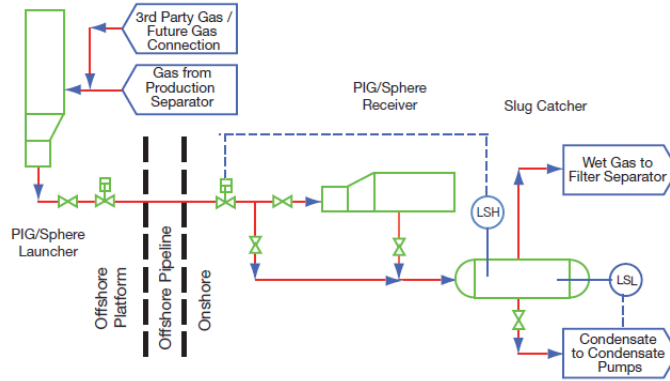 3rd Party Gas /
Future Gas
Connection
Gas from
Production
Separator
PIG/Sphere
Receiver
Slug Catcher
Wet Gas to
Filter Separator
LSH
PIG/Sphere
Launcher
Offshore
Platform
Offshore Pipeline
Onshore
LSL
Condensate
to Condensate
Pumps